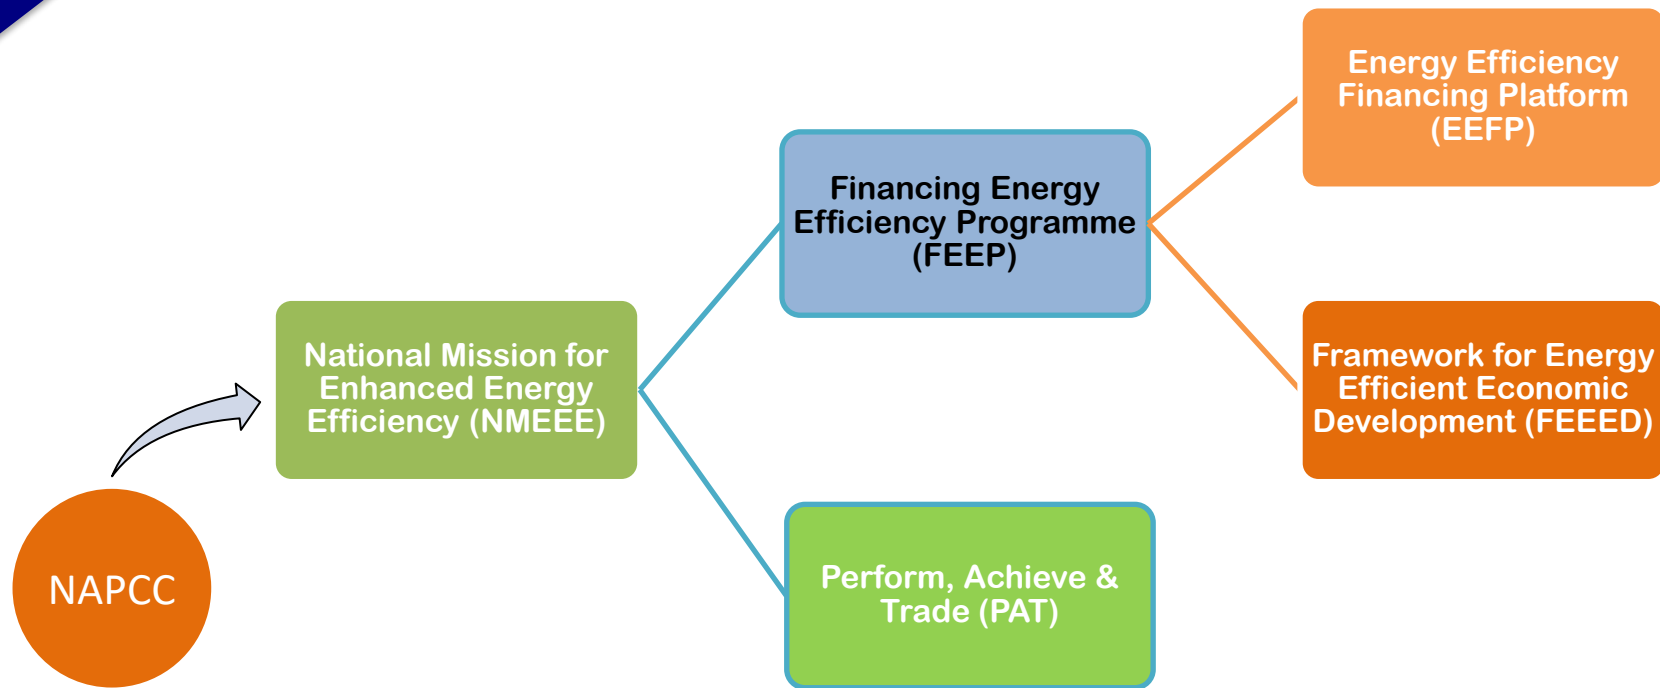 NAPCC
National Mission for
Enhanced Energy
Efficiency (NMEEE)
Financing Energy
Efficiency Programme
(FEEP)
Perform, Achieve &
Trade (PAT)
Energy Efficiency
Financing Platform
(EEFP)
Framework for Energy
Efficient Economic
Development (FEEED)